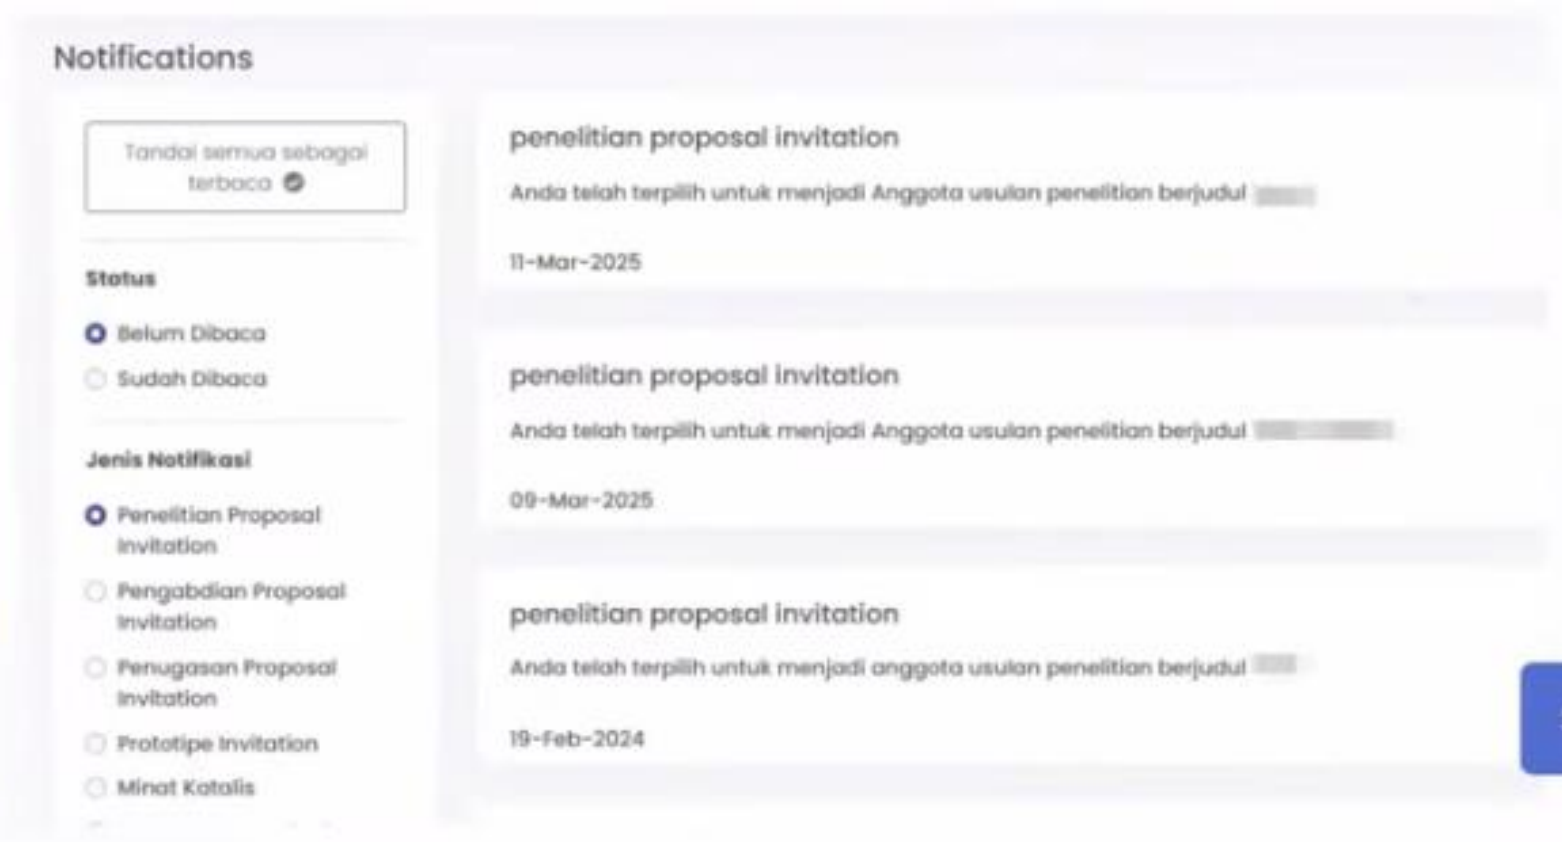 Notifications
Tandai semua sebagai
terbaca
Status
Belum Dibaca
Sudah Dibaca
Jenis Notifikasi
Penelitian Proposal
Invitation
Pengabdian Proposal
Invitation
Penugasan Proposal
Invitation
Prototipe Invitation
Minat Katalis
penelitian proposal invitation
Anda telah terpilih untuk menjadi Anggota usulan penelitian berjudul
11-Mar-2025
penelitian proposal invitation
Anda telah terpilih untuk menjadi Anggota usulan penelitian berjudul
09-Mar-2025
penelitian proposal invitation
Anda telah terpilih untuk menjadi anggota usulan penelitian berjudul
19-Feb-2024